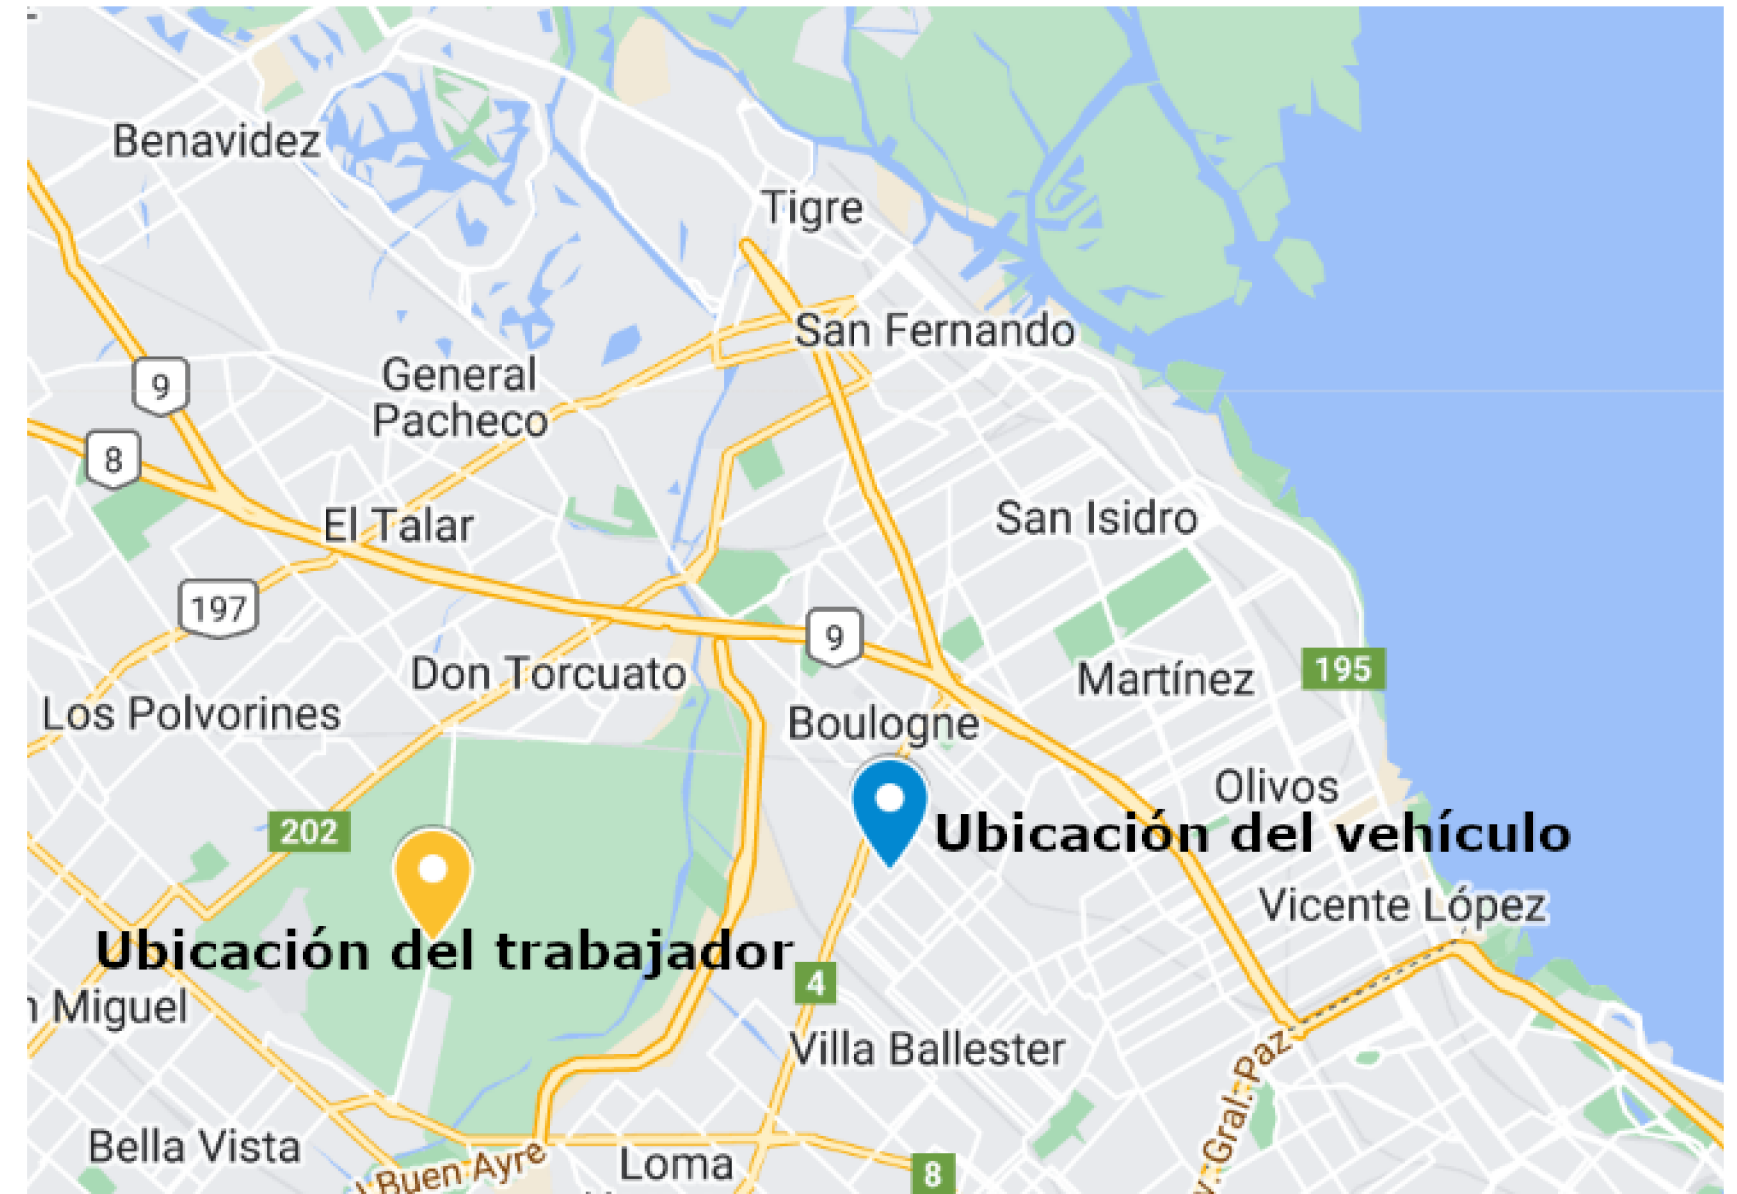 Benavidez
Tigre
San Fernando
9
General
Pacheco
8
El Talar
San Isidro
197
9
Don Torcuato
Martínez
195
Los Polvorines
Boulogne
Olivos
202
Ubicación del vehículo
Vicente López
Ubicación del trabajador
4
Miguel
Villa Ballester
Gral. Paz
Bella Vista
Buen Ayre
Loma
8